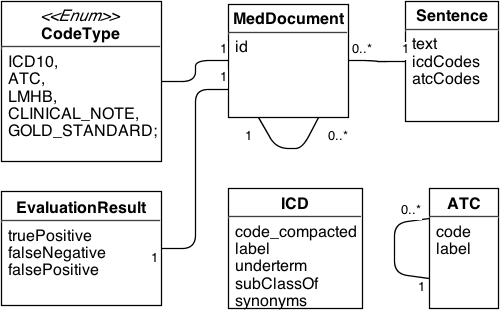 <<Enum>>
CodeType
ICD10,
ATC,
LMHB,
CLINICAL_NOTE,
GOLD_STANDARD;
MedDocument
id
1
1
0..*
1
1
0..*
Sentence
text
icdCodes
atcCodes
EvaluationResult
truePositive
falseNegative
falsePositive
1
ICD
code_compacted
label
underterm
subClassOf
synonyms
ATC
code
label
0..*
1